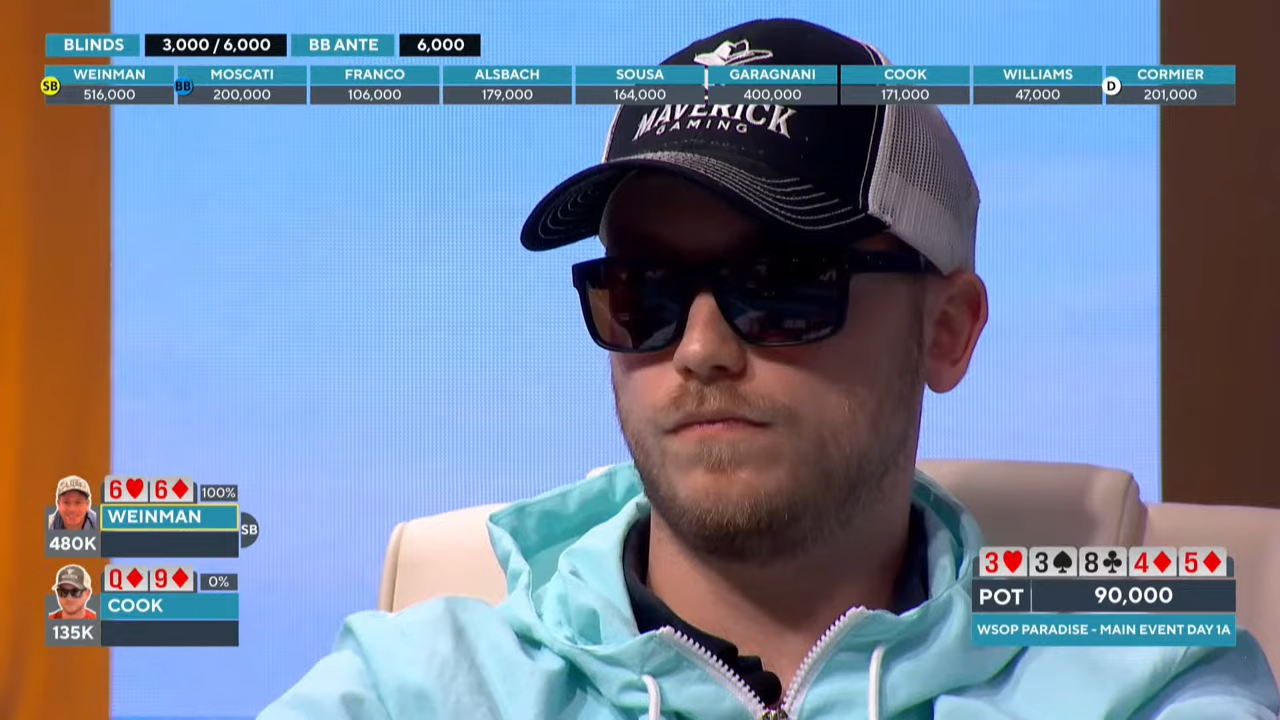 BLINDS 3,000 / 6,000 BB ANTE 6,000
WEINMAN MOSCATI FRANCO ALSBACH SOUSA GARAGNANI COOK WILLIAMS CORMIER
SB 516,000 BB 200,000 106,000 179,000 164,000 400,000 171,000 47,000 D 201,000
MAVERICK
GAMING
6♥ 6♦ 100%
WEINMAN
SB
480K
Q♦ 9♦ 0%
COOK
135K
3♥ 3♠ 8♣ 4♦ 5♦
POT 90,000
WSOP PARADISE - MAIN EVENT DAY 1A